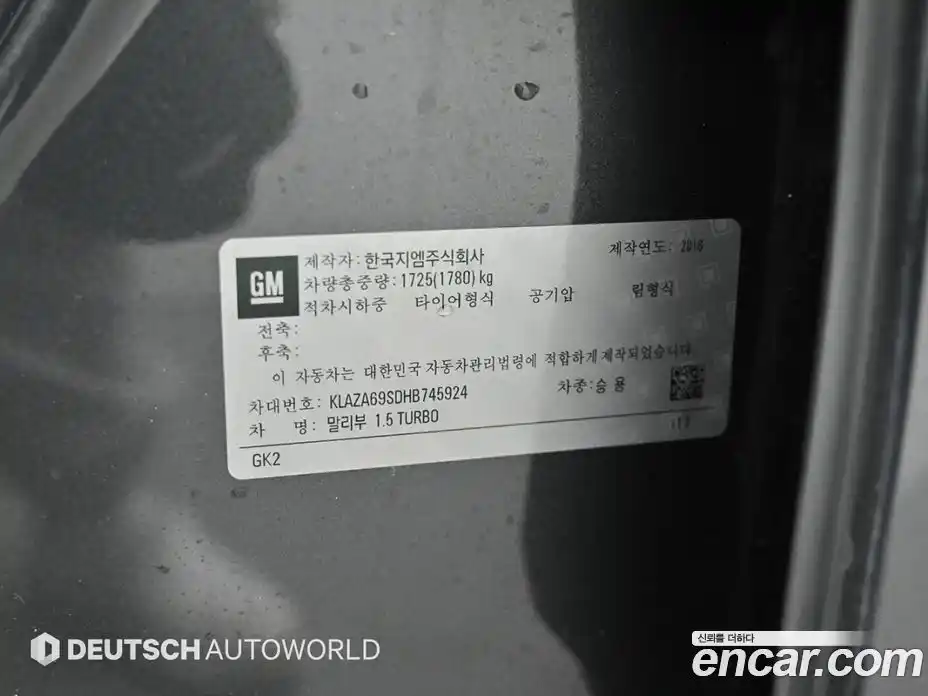 GM
제작자: 한국지엠주식회사
제작연도: 2016
차량총중량: 1725(1780) kg
적차시하중 타이어형식 공기압 림형식
전축:
후축:
이 자동차는 대한민국 자동차관리법령에 적합하게 제작되었습니다.
차대번호: KLAZA69SDHB745924
차종: 승 용
차 명: 말리부 1.5 TURBO
GK2
DEUTSCH AUTOWORLD
신뢰를 더하다
encar.com